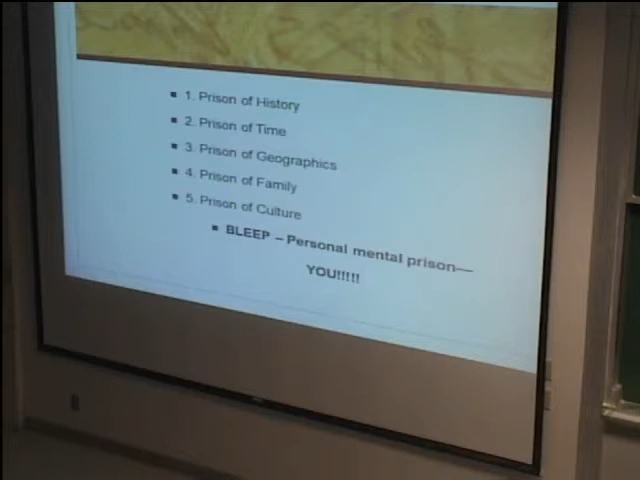 1. Prison of History
2. Prison of Time
3. Prison of Geographics
4. Prison of Family
5. Prison of Culture
BLEEP – Personal mental prison—
YOU!!!!!